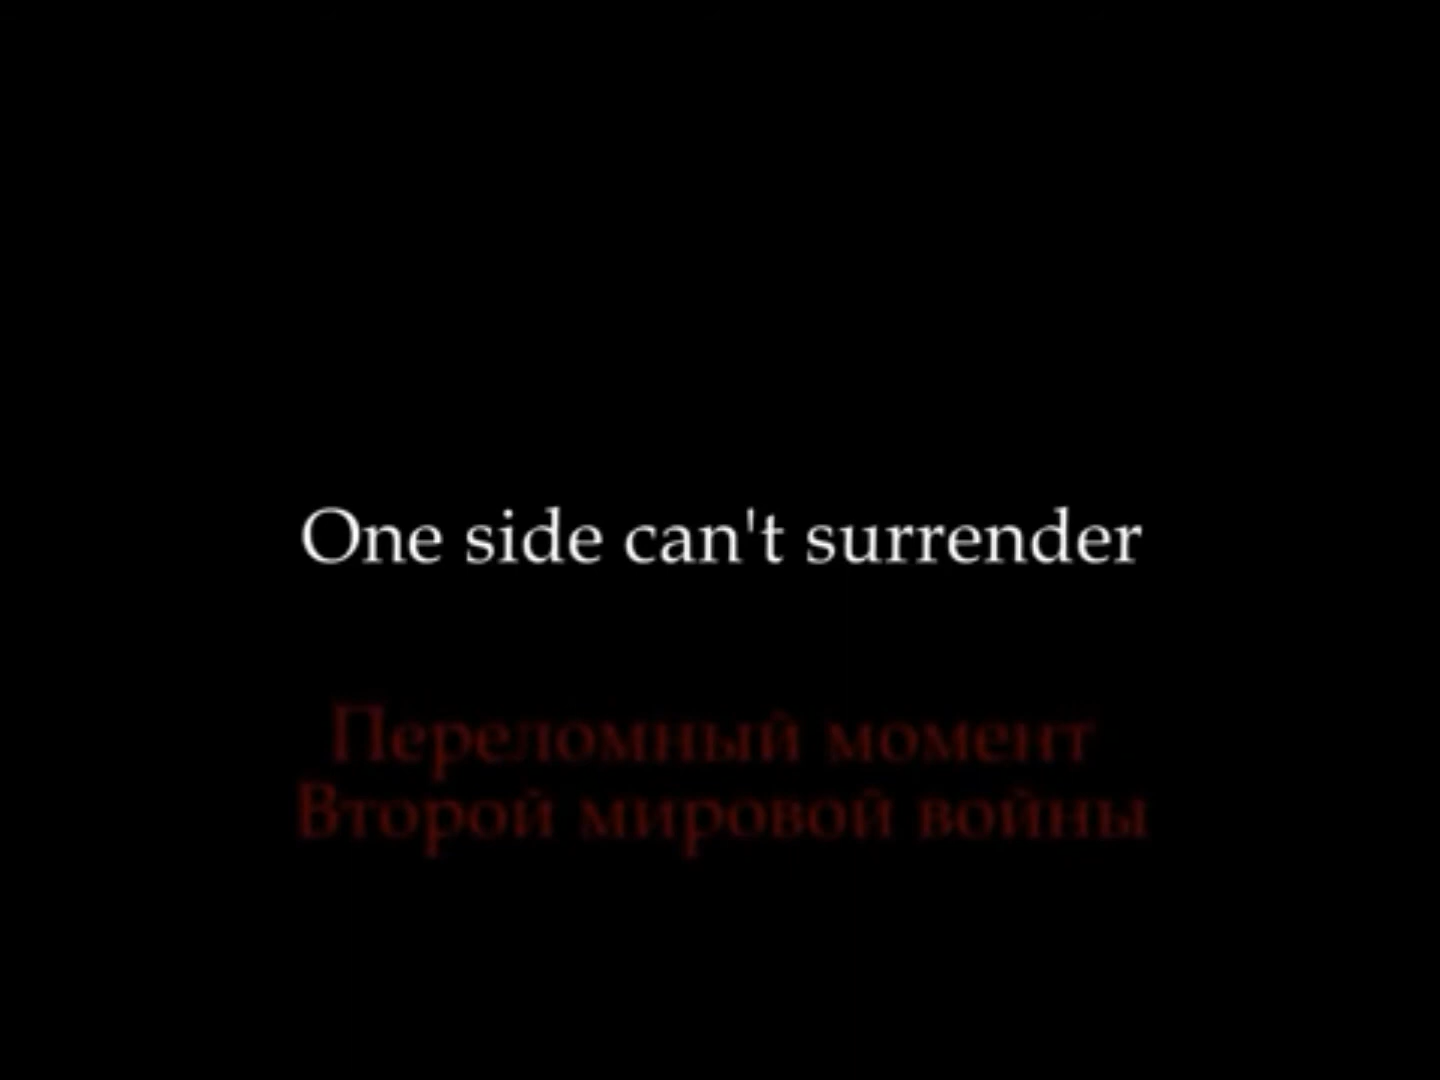 One side can't surrender
Переломный момент
Второй мировой войны